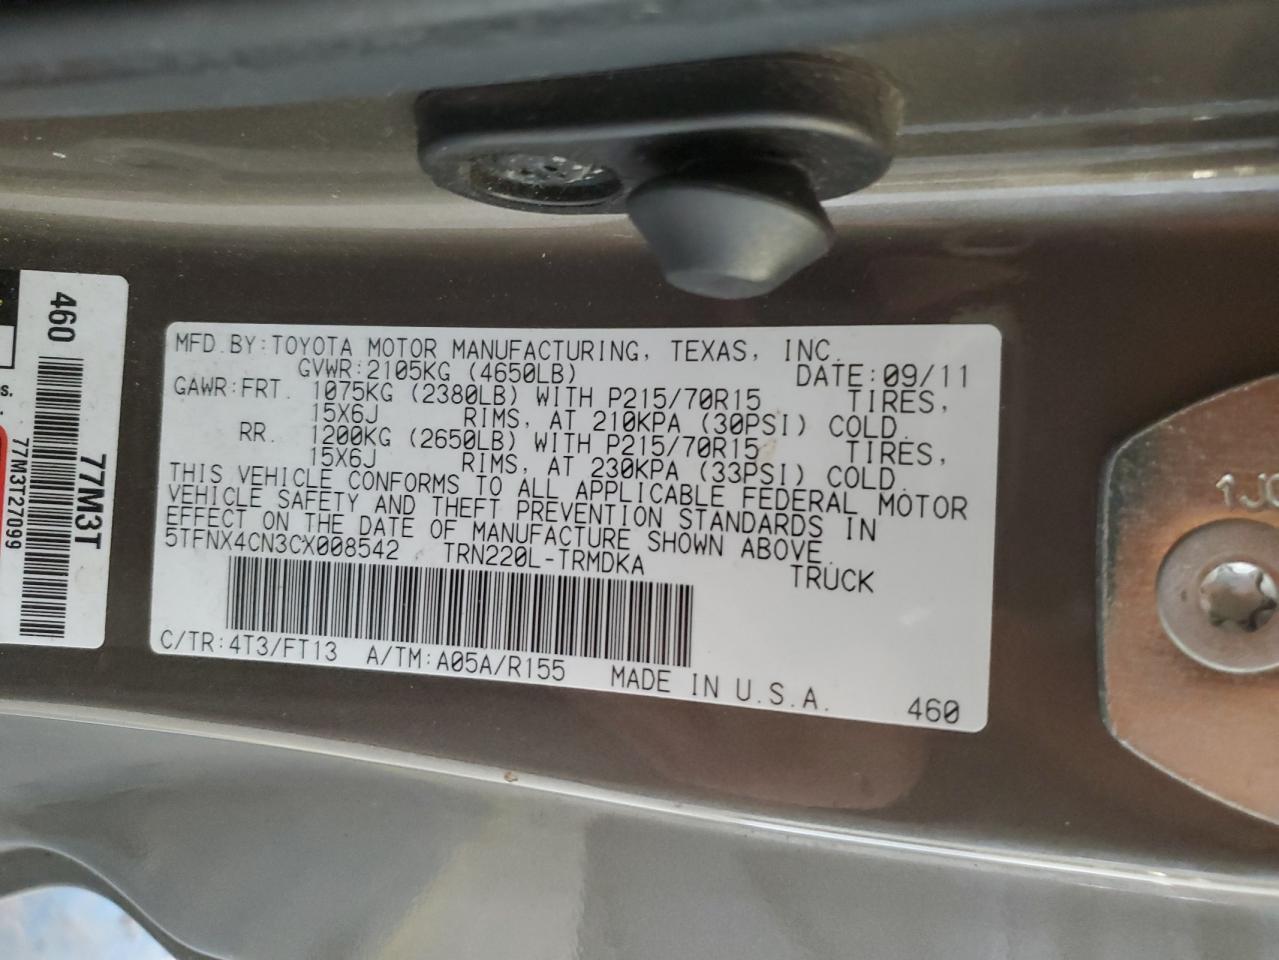 MFD.BY:TOYOTA MOTOR MANUFACTURING, TEXAS, INC.
GVWR:2105KG (4650LB) DATE:09/11
GAWR:FRT. 1075KG (2380LB) WITH P215/70R15 TIRES,
15X6J RIMS, AT 210KPA (30PSI) COLD.
RR. 1200KG (2650LB) WITH P215/70R15 TIRES,
15X6J RIMS, AT 230KPA (33PSI) COLD.
THIS VEHICLE CONFORMS TO ALL APPLICABLE FEDERAL MOTOR
VEHICLE SAFETY AND THEFT PREVENTION STANDARDS IN
EFFECT ON THE DATE OF MANUFACTURE SHOWN ABOVE.
5TFNX4CN3CX008542 TRN220L-TRMDKA TRUCK
C/TR:4T3/FT13 A/TM:A05A/R155 MADE IN U.S.A.
460
460
77M3T
77M3727099
s.